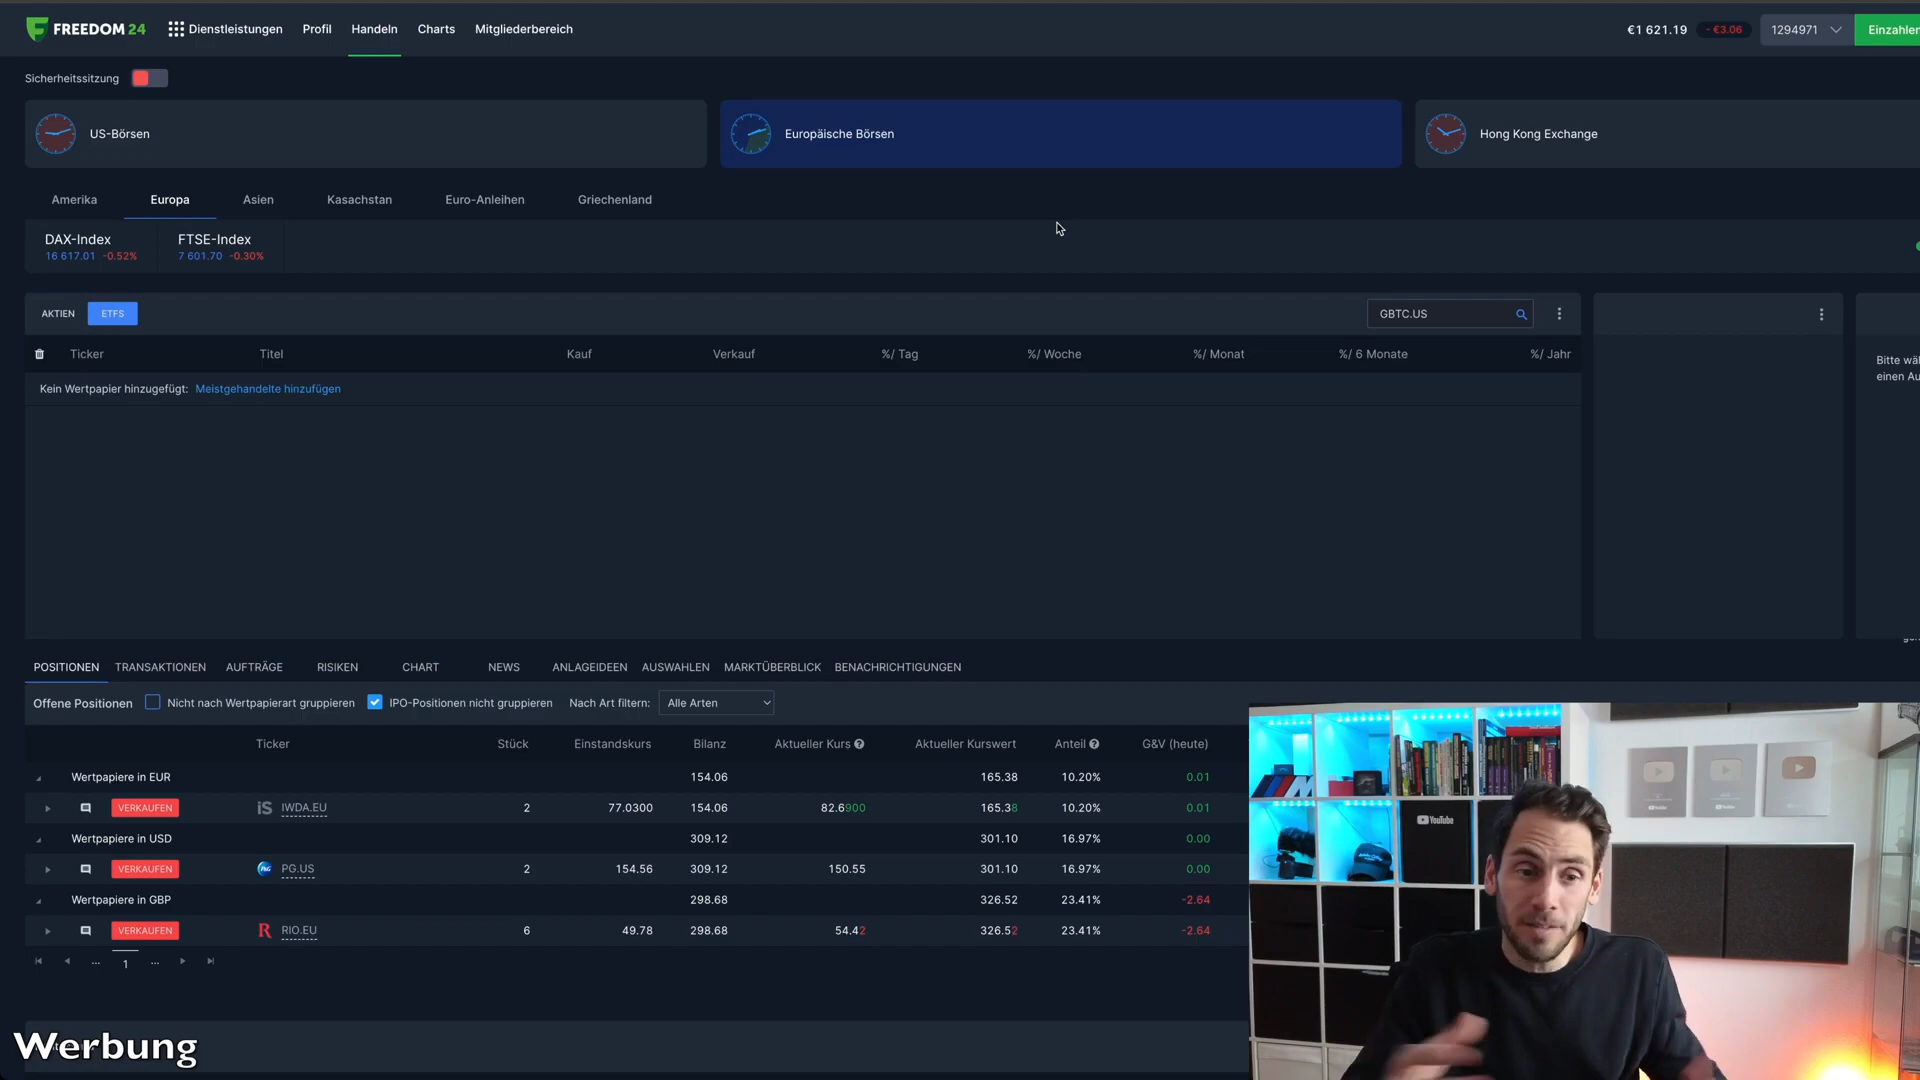 FREEDOM 24 Dienstleistungen Profil Handeln Charts Mitgliederbereich €1 621.19 - €3.06 1294971 Einzahlen
Sicherheitssitzung
US-Börsen Europäische Börsen Hong Kong Exchange
Amerika Europa Asien Kasachstan Euro-Anleihen Griechenland
DAX-Index FTSE-Index
16 617.01 -0.52% 7 601.70 -0.30%
AKTIEN ETFS GBTC.US
Ticker Titel Kauf Verkauf %/ Tag %/ Woche %/ Monat %/ 6 Monate %/ Jahr
Kein Wertpapier hinzugefügt: Meistgehandelte hinzufügen
Bitte wäl
einen Au
POSITIONEN TRANSAKTIONEN AUFTRÄGE RISIKEN CHART NEWS ANLAGEIDEEN AUSWAHLEN MARKTÜBERBLICK BENACHRICHTIGUNGEN
Offene Positionen Nicht nach Wertpapierart gruppieren IPO-Positionen nicht gruppieren Nach Art filtern: Alle Arten
Ticker Stück Einstandskurs Bilanz Aktueller Kurs Aktueller Kurswert Anteil G&V (heute)
Wertpapiere in EUR 154.06 165.38 10.20% 0.01
VERKAUFEN iS IWDA.EU 2 77.0300 154.06 82.6900 165.38 10.20% 0.01
Wertpapiere in USD 309.12 301.10 16.97% 0.00
VERKAUFEN P&G PG.US 2 154.56 309.12 150.55 301.10 16.97% 0.00
Wertpapiere in GBP 298.68 326.52 23.41% -2.64
VERKAUFEN R RIO.EU 6 49.78 298.68 54.42 326.52 23.41% -2.64
... 1 ...
YouTube
Werbung